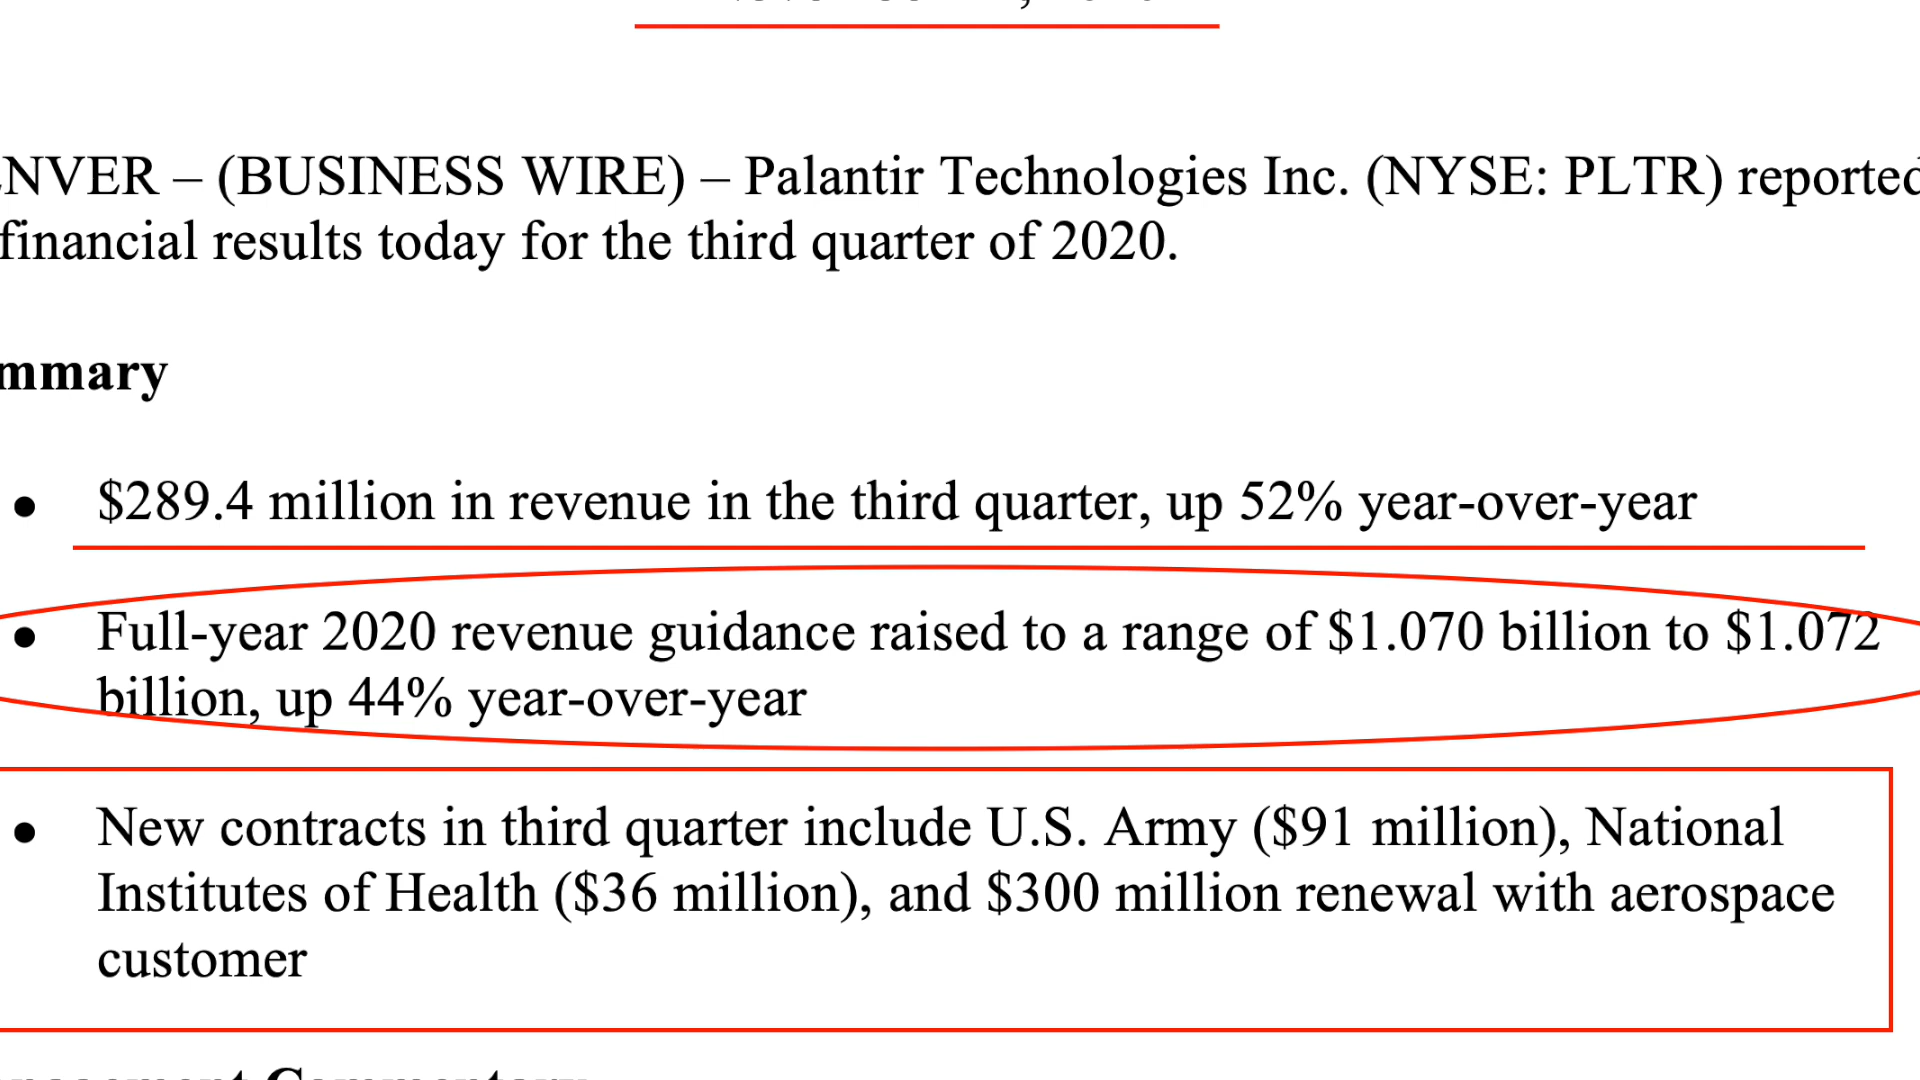 NVER – (BUSINESS WIRE) – Palantir Technologies Inc. (NYSE: PLTR) reported
financial results today for the third quarter of 2020.
mmary
• $289.4 million in revenue in the third quarter, up 52% year-over-year
• Full-year 2020 revenue guidance raised to a range of $1.070 billion to $1.072
billion, up 44% year-over-year
• New contracts in third quarter include U.S. Army ($91 million), National
Institutes of Health ($36 million), and $300 million renewal with aerospace
customer
Commentary